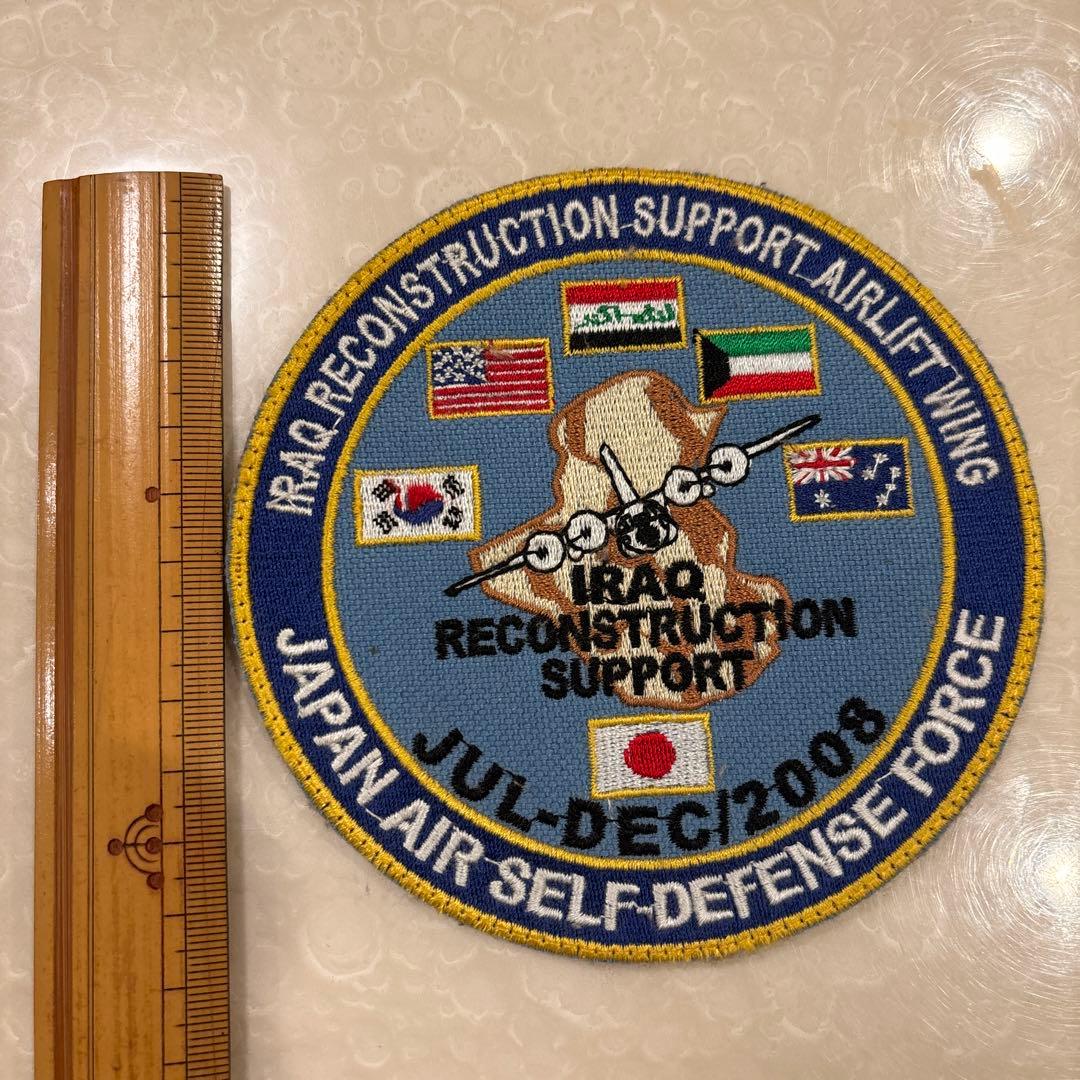 IRAQ RECONSTRUCTION SUPPORT AIRLIFT WING
IRAQ
RECONSTRUCTION
SUPPORT
JUL-DEC/2008
JAPAN AIR SELF-DEFENSE FORCE